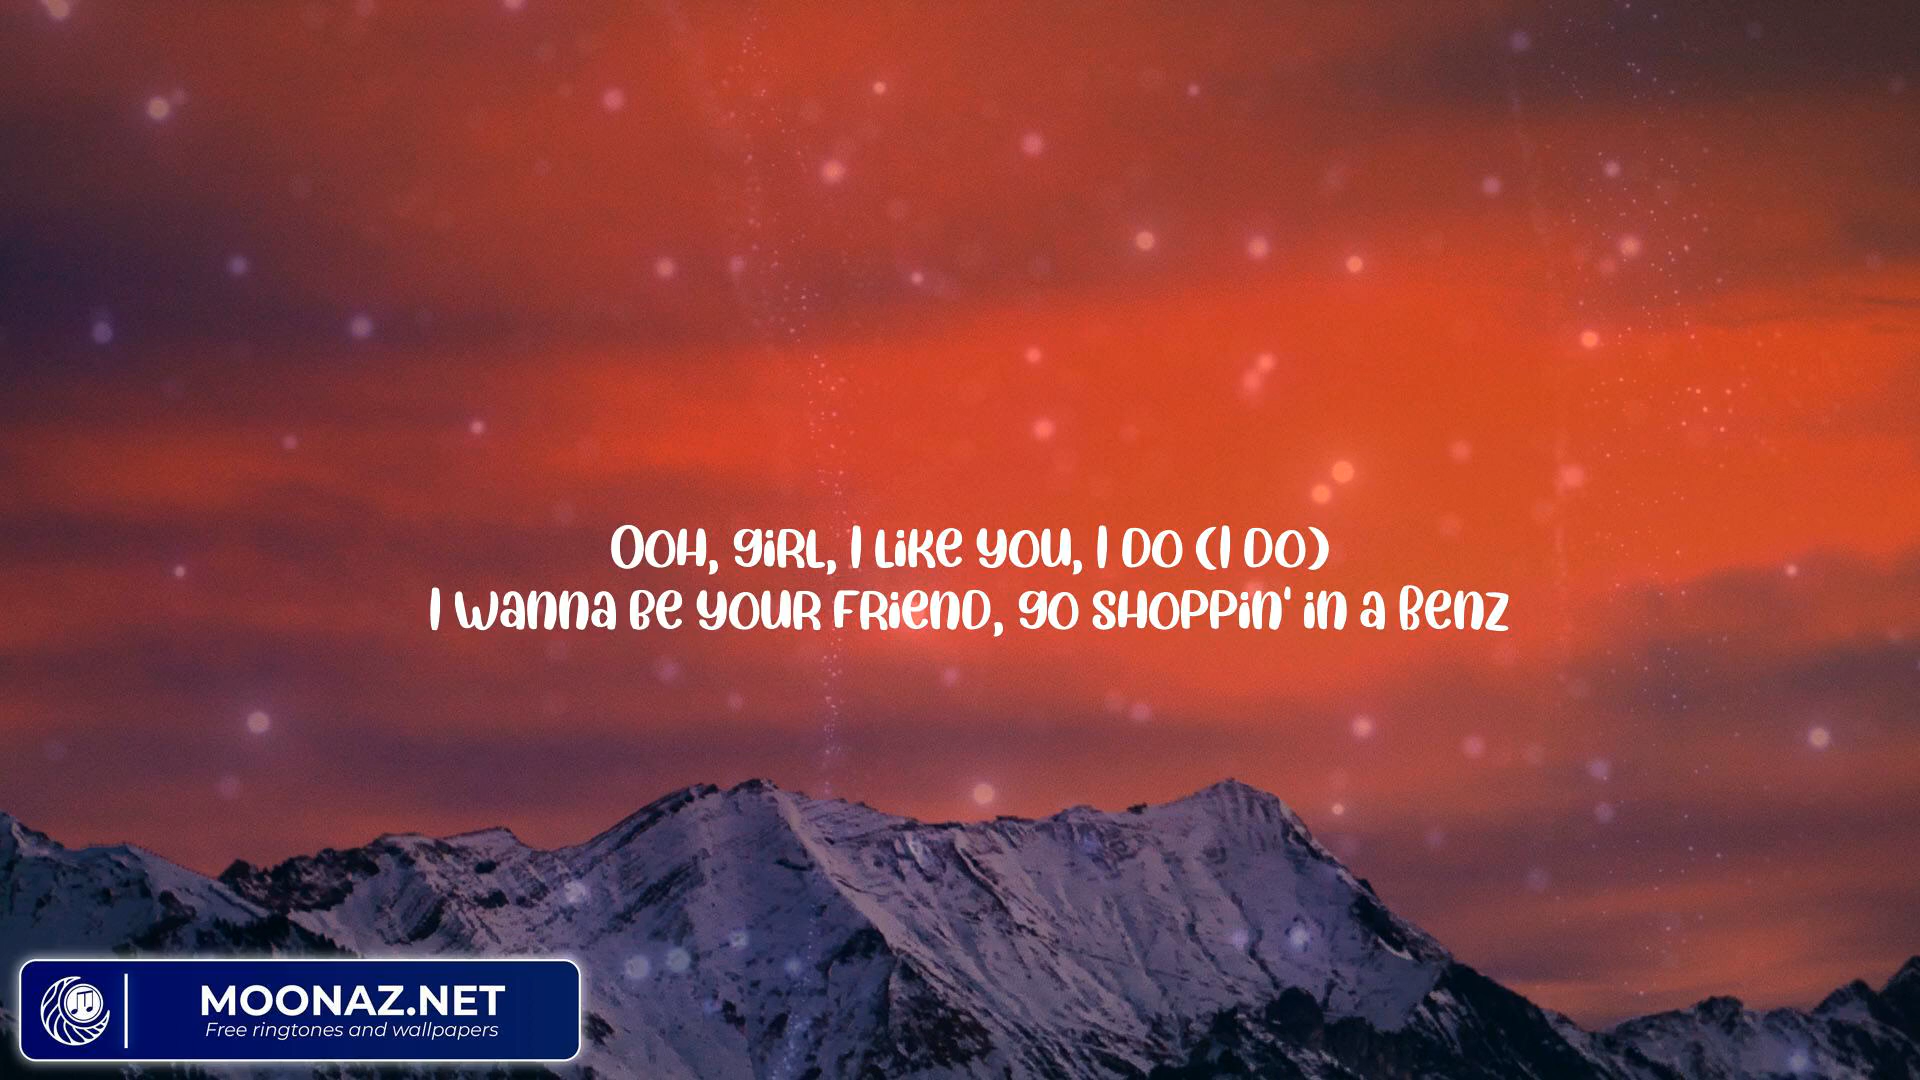 Ooh, girl, I like you, I do (I do)
I wanna be your friend, go shoppin' in a Benz
MOONAZ.NET
Free ringtones and wallpapers